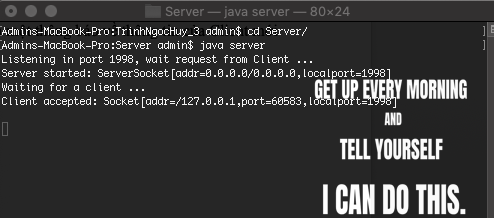 Server — java server — 80×24
Admins-MacBook-Pro:TrinhNgocHuy_3 admin$ cd Server/
Admins-MacBook-Pro:Server admin$ java server
Listening in port 1998, wait request from Client ...
Server started: ServerSocket[addr=0.0.0.0/0.0.0.0,localport=1998]
Waiting for a client ...
Client accepted: Socket[addr=/127.0.0.1,port=60583,localport=1998]
GET UP EVERY MORNING
AND
TELL YOURSELF
I CAN DO THIS.